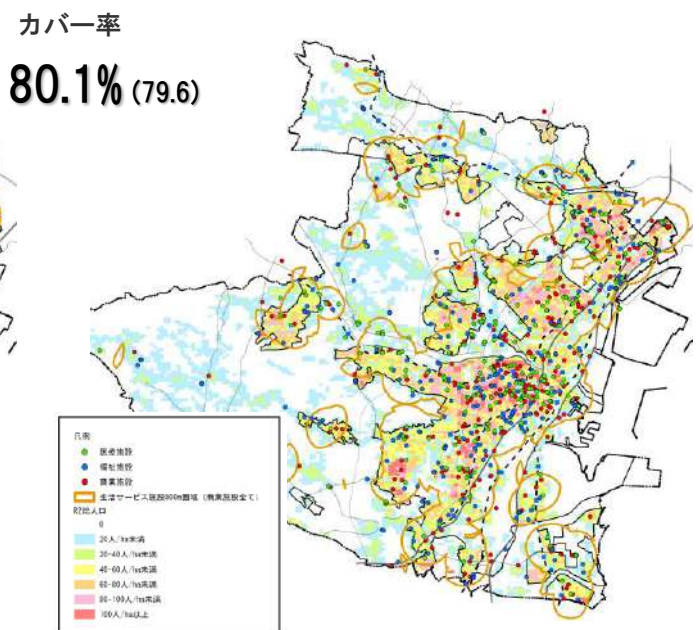 カバー率
80.1% (79.6)
凡例
医療施設
福祉施設
商業施設
生活サービス施設800m圏域（商業施設全て）
R2総人口
0
20人/ha未満
20-40人/ha未満
40-60人/ha未満
60-80人/ha未満
80-100人/ha未満
100人/ha以上